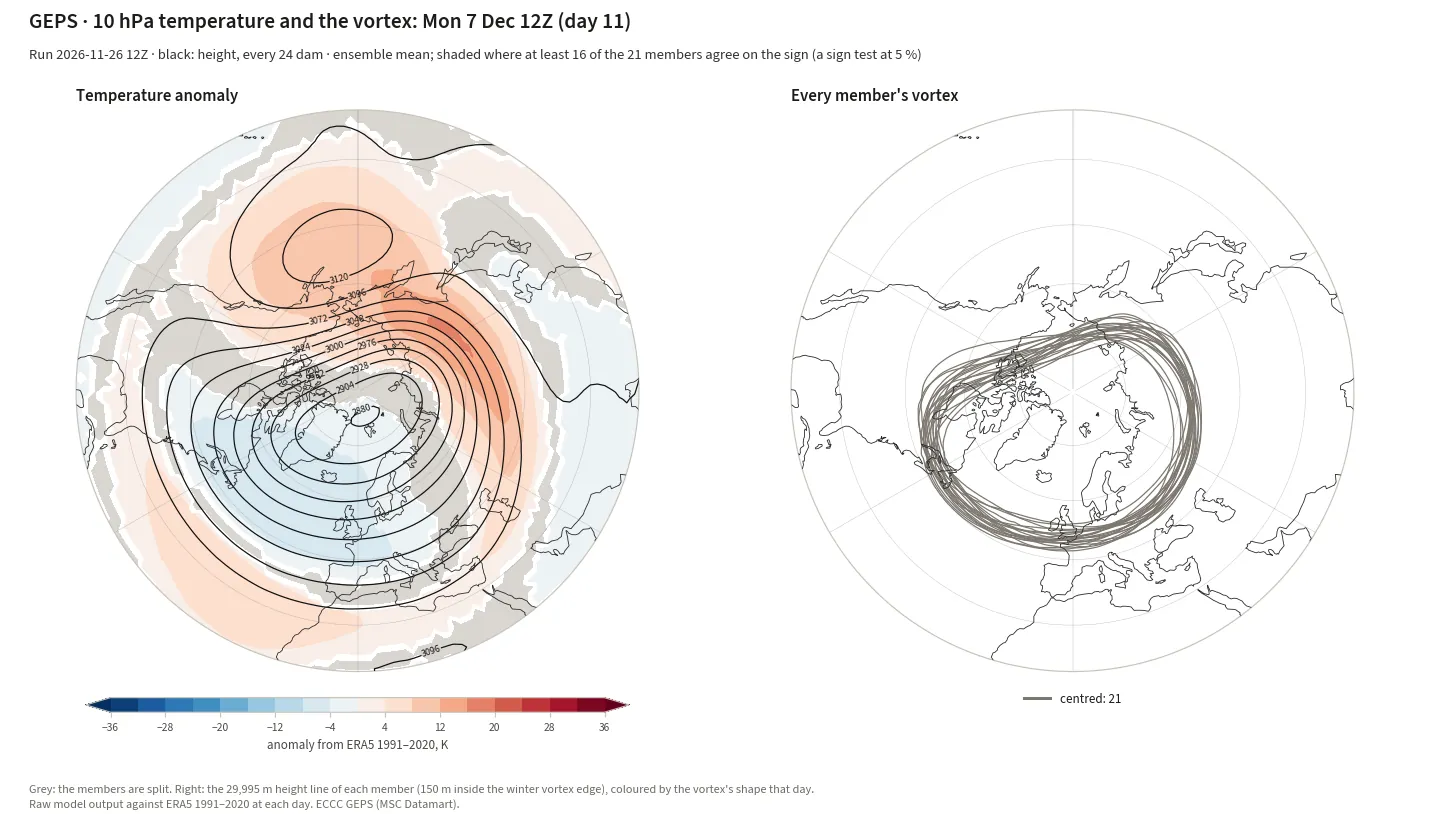 GEPS · 10 hPa temperature and the vortex: Mon 7 Dec 12Z (day 11)
Run 2026-11-26 12Z · black: height, every 24 dam · ensemble mean; shaded where at least 16 of the 21 members agree on the sign (a sign test at 5 %)
Temperature anomaly
Every member's vortex
3120
3096
3072
3048
3024
3000
2976
2928
2904
2880
3096
centred: 21
−36
−28
−20
−12
−4
4
12
20
28
36
anomaly from ERA5 1991–2020, K
Grey: the members are split. Right: the 29,995 m height line of each member (150 m inside the winter vortex edge), coloured by the vortex's shape that day.
Raw model output against ERA5 1991–2020 at each day. ECCC GEPS (MSC Datamart).